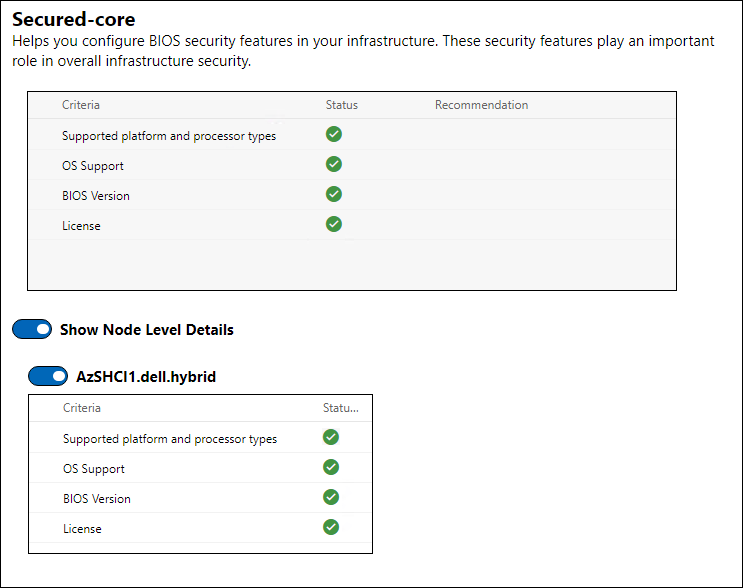 Secured-core
Helps you configure BIOS security features in your infrastructure. These security features play an important
role in overall infrastructure security.
Criteria Status Recommendation
Supported platform and processor types
OS Support
BIOS Version
License
Show Node Level Details
AzSHCI1.dell.hybrid
Criteria Statu...
Supported platform and processor types
OS Support
BIOS Version
License